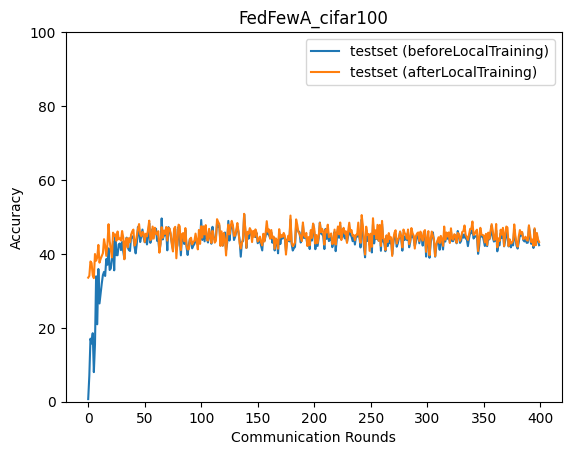 FedFewA_cifar100
testset (beforeLocalTraining)
testset (afterLocalTraining)
100
80
60
40
20
0
Accuracy
0 50 100 150 200 250 300 350 400
Communication Rounds